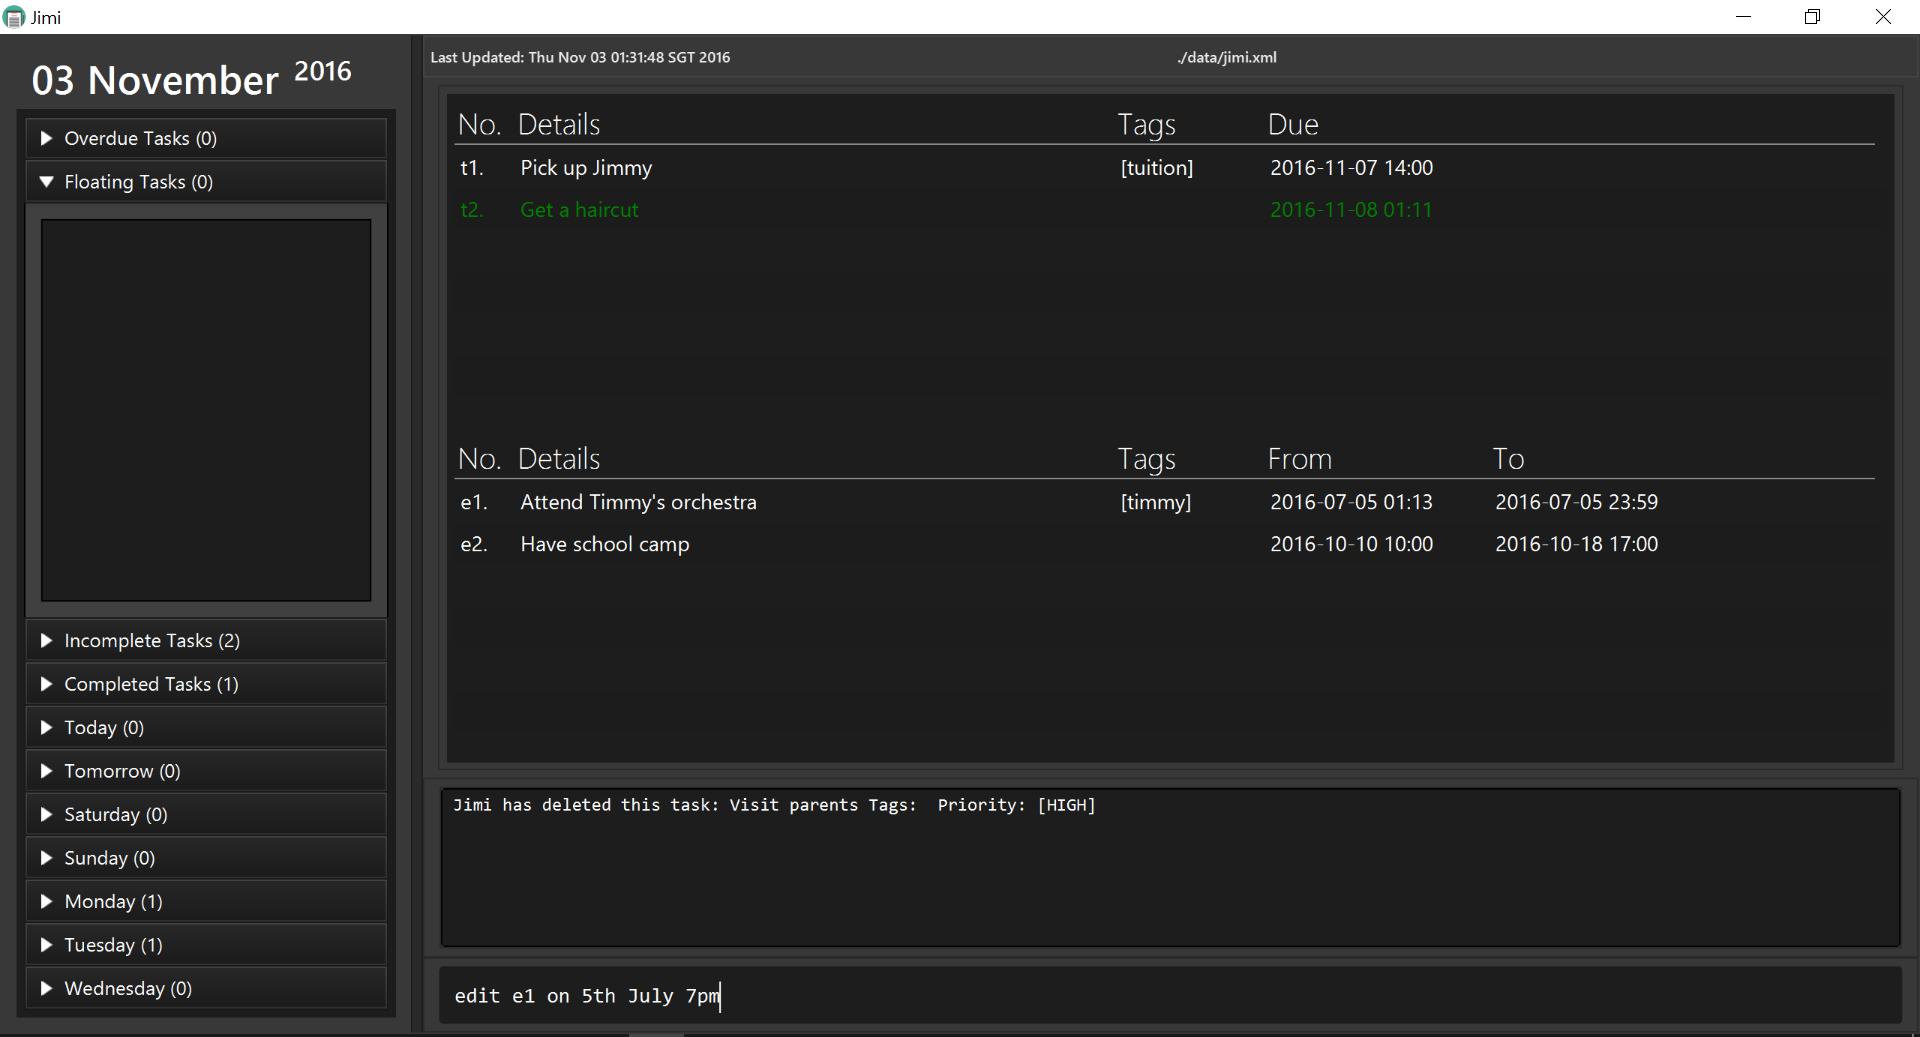 Jimi
03 November 2016
Overdue Tasks (0)
Floating Tasks (0)
Incomplete Tasks (2)
Completed Tasks (1)
Today (0)
Tomorrow (0)
Saturday (0)
Sunday (0)
Monday (1)
Tuesday (1)
Wednesday (0)
Last Updated: Thu Nov 03 01:31:48 SGT 2016 ./data/jimi.xml
No. Details Tags Due
t1. Pick up Jimmy [tuition] 2016-11-07 14:00
t2. Get a haircut 2016-11-08 01:11
No. Details Tags From To
e1. Attend Timmy's orchestra [timmy] 2016-07-05 01:13 2016-07-05 23:59
e2. Have school camp 2016-10-10 10:00 2016-10-18 17:00
Jimi has deleted this task: Visit parents Tags: Priority: [HIGH]
edit e1 on 5th July 7pm